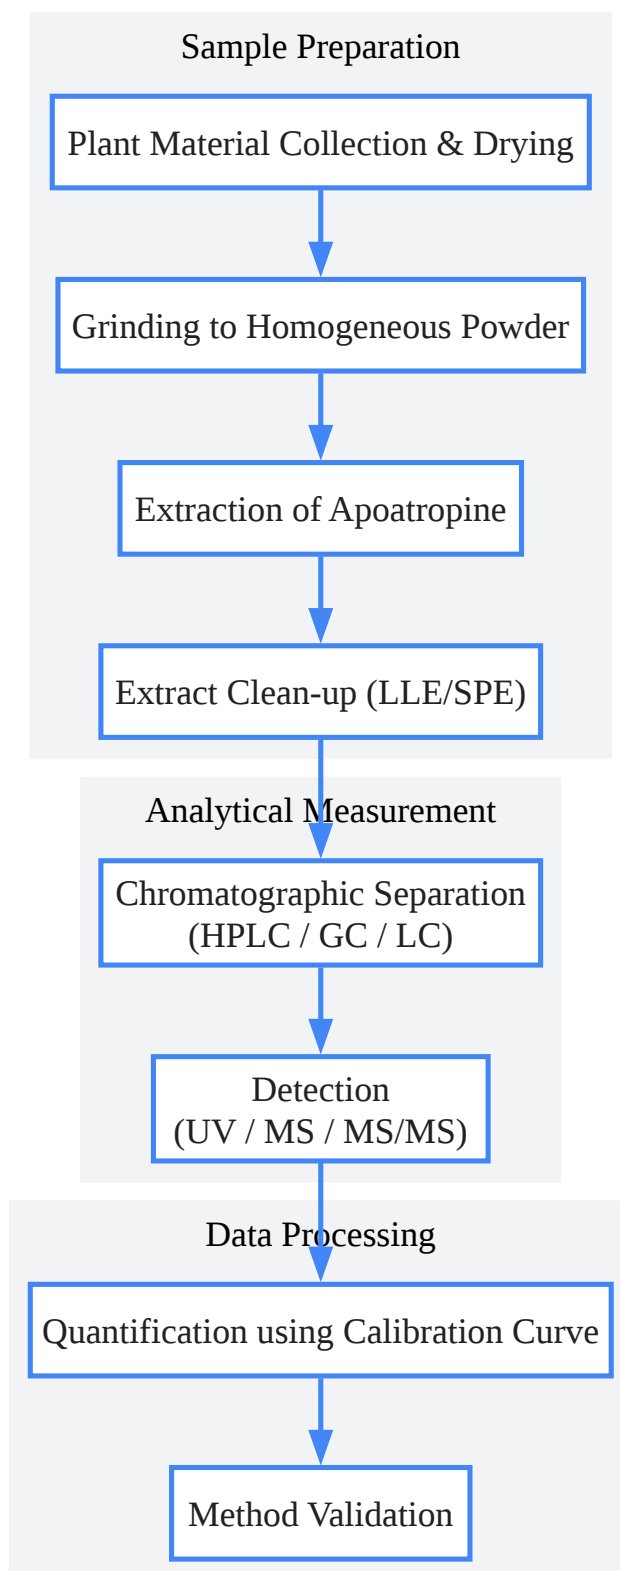 Sample Preparation
Plant Material Collection & Drying
Grinding to Homogeneous Powder
Extraction of Apoatropine
Extract Clean-up (LLE/SPE)
Analytical Measurement
Chromatographic Separation
(HPLC / GC / LC)
Detection
(UV / MS / MS/MS)
Data Processing
Quantification using Calibration Curve
Method Validation